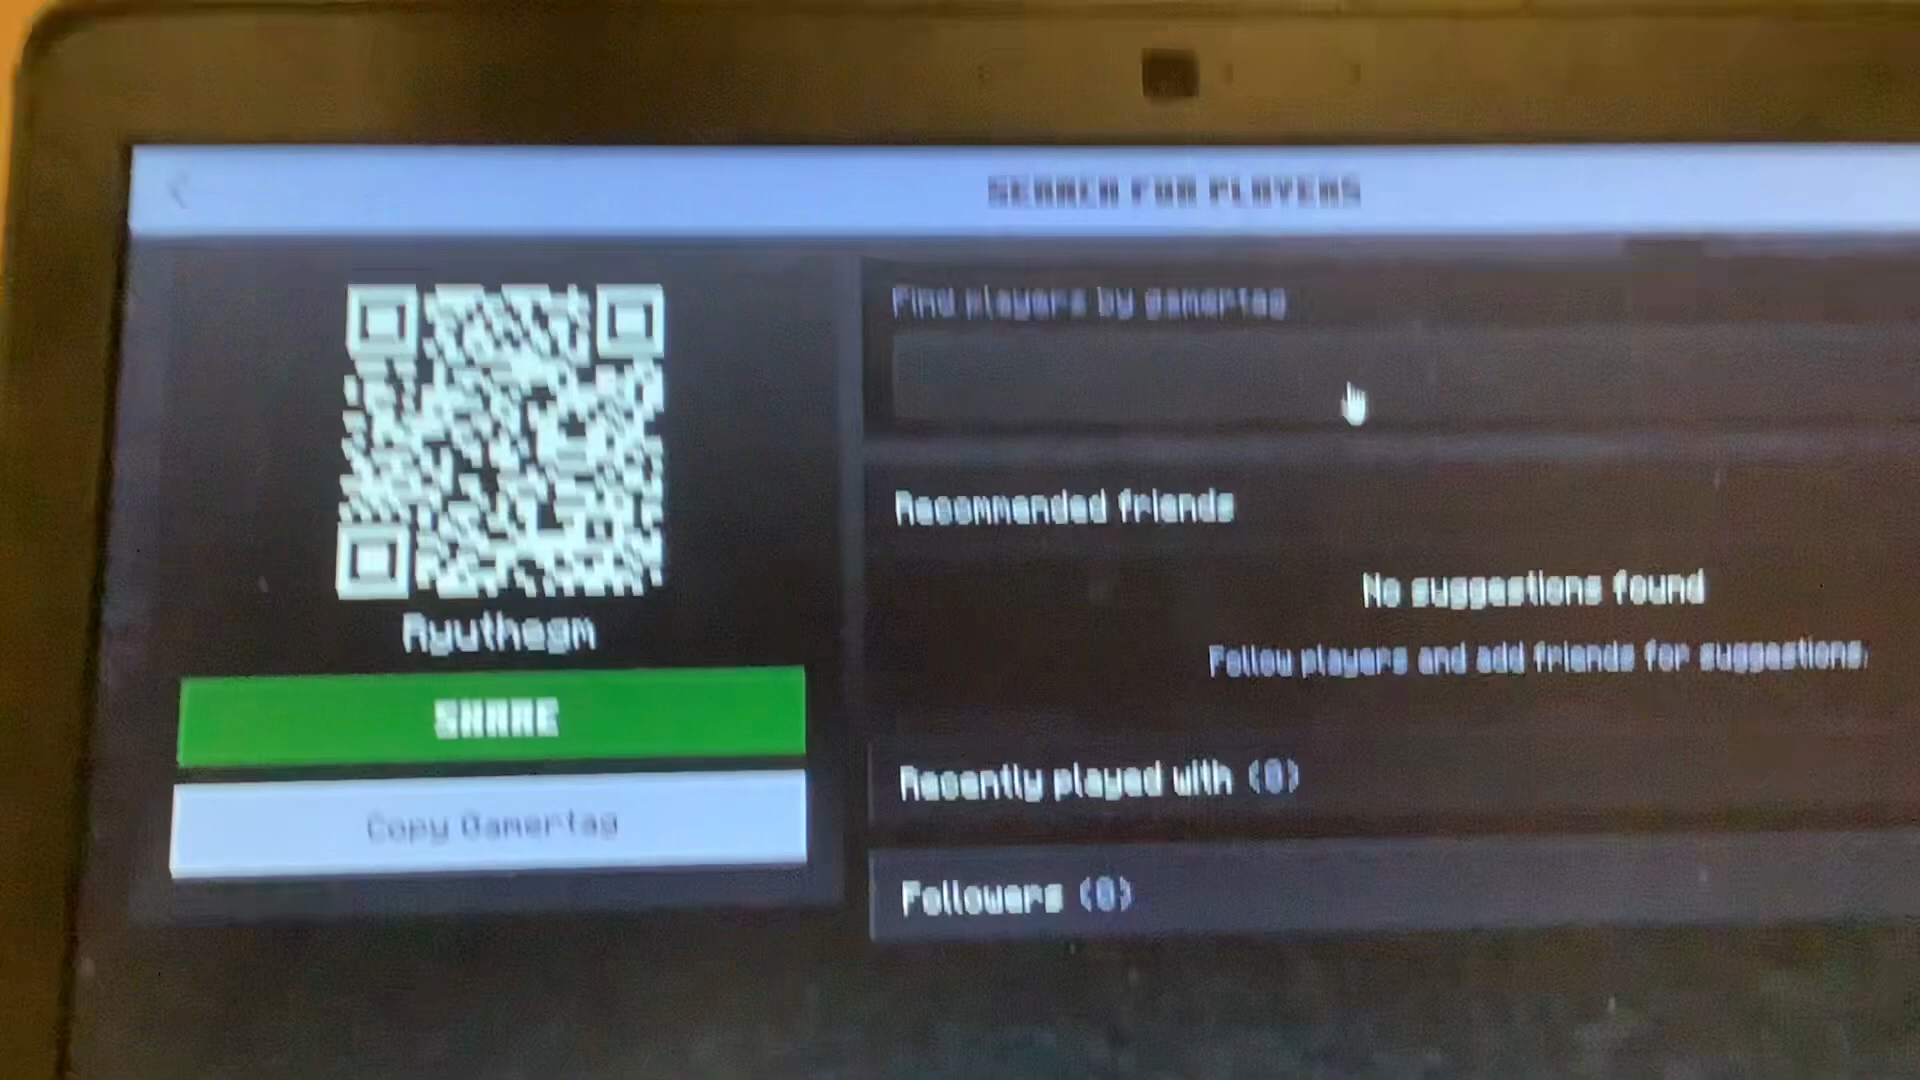 SEARCH FOR PLAYERS
Find players by gamertag
Recommended friends
No suggestions found
Ayuthegm
Follow players and add friends for suggestions.
SHARE
Recently played with (0)
Copy Gamertag
Followers (0)